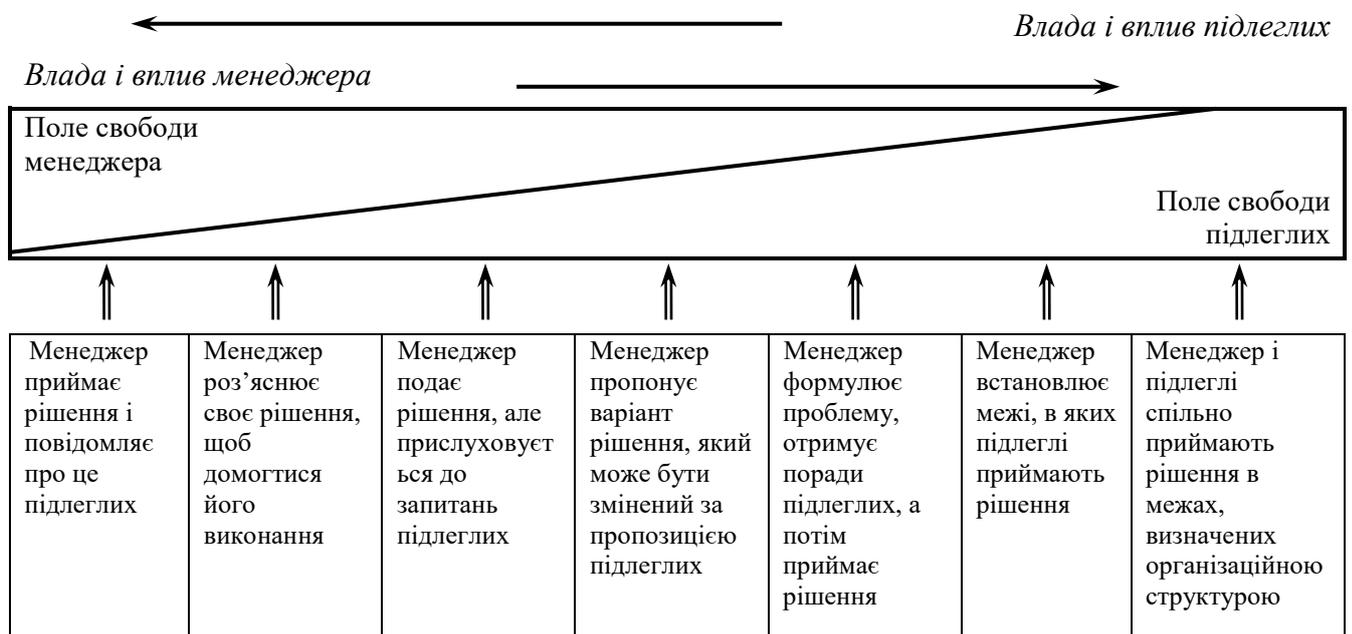 Влада і вплив підлеглих
Влада і вплив менеджера
Поле свободи
менеджера
Поле свободи
підлеглих
Менеджер
приймає
рішення і
повідомляє
про це
підлеглих
Менеджер
роз’яснює
своє рішення,
щоб
домогтися
його
виконання
Менеджер
подає
рішення, але
прислуховуєт
ься до
запитань
підлеглих
Менеджер
пропонує
варіант
рішення, який
може бути
змінений за
пропозицією
підлеглих
Менеджер
формулює
проблему,
отримує
поради
підлеглих, а
потім
приймає
рішення
Менеджер
встановлює
межі, в яких
підлеглі
приймають
рішення
Менеджер і
підлеглі
спільно
приймають
рішення в
межах,
визначених
організаційною
структурою